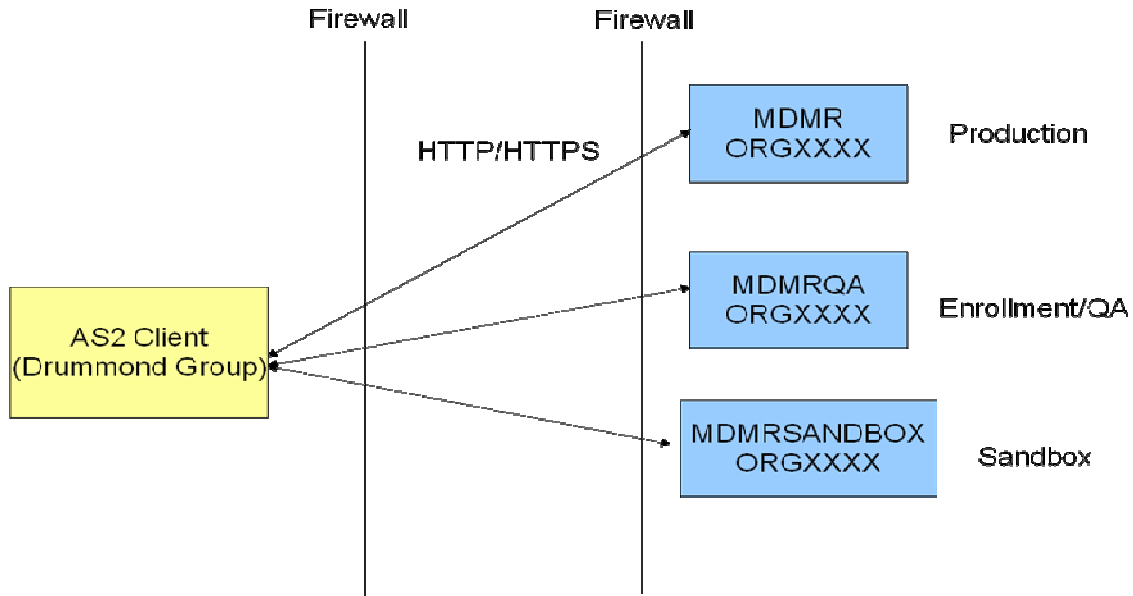 Firewall
Firewall
HTTP/HTTPS
MDMR
ORGXXXX
Production
AS2 Client
(Drummond Group)
MDMRQA
ORGXXXX
Enrollment/QA
MDMRSANDBOX
ORGXXXX
Sandbox